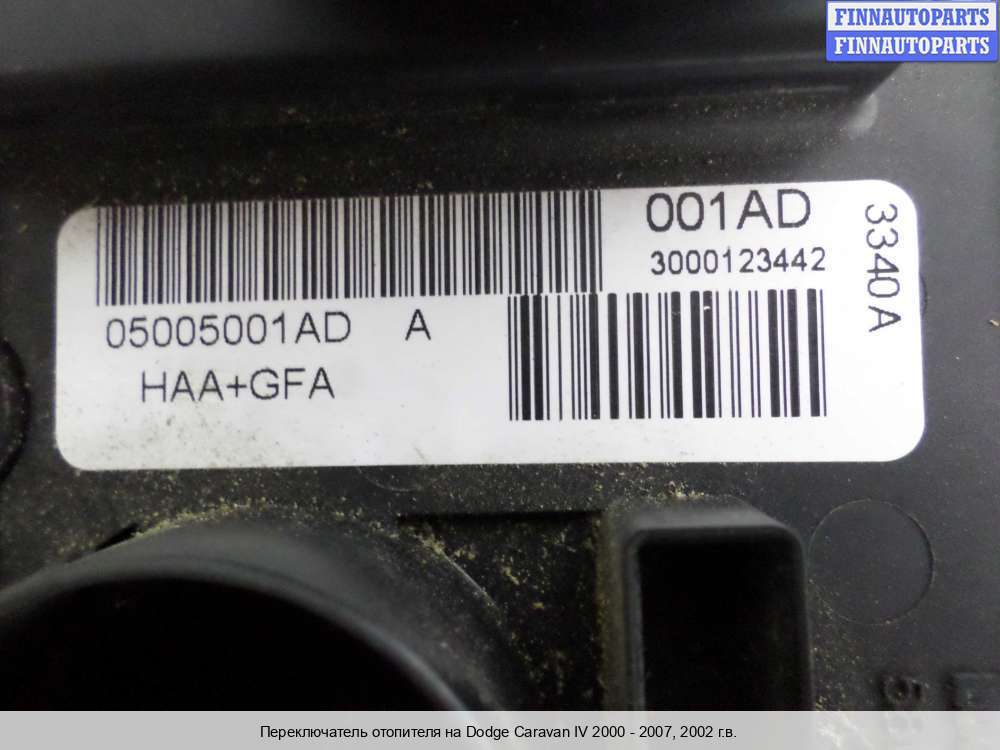 FINNAUTOPARTS
FINNAUTOPARTS
001AD
3000123442
3340A
05005001AD A
HAA+GFA
Переключатель отопителя на Dodge Caravan IV 2000 - 2007, 2002 г.в.